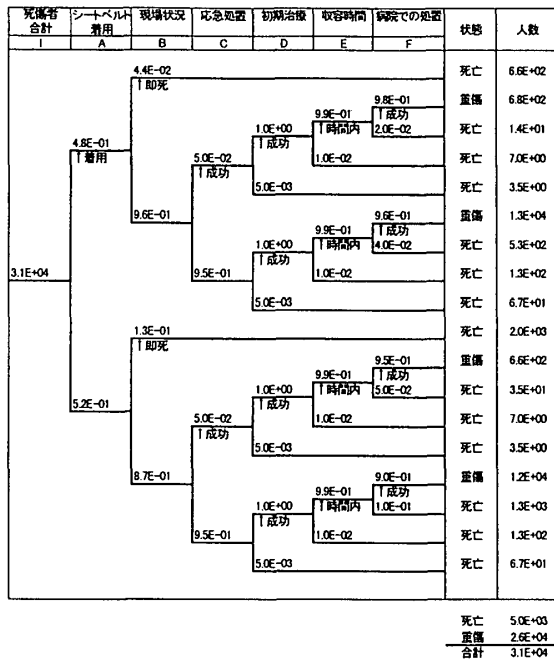 死傷者合計 シートベルト着用 現場状況 応急処置 初期治療 収容時間 病院での処置 状態 人数
I A B C D E F
4.4E-02 死亡 6.6E+02
↑即死
9.8E-01 重傷 6.8E+02
9.9E-01 ↑成功
1.0E+00 ↑時間内 2.0E-02 死亡 1.4E+01
4.8E-01 ↑成功
↑着用 5.0E-02 1.0E-02 死亡 7.0E+00
↑成功
5.0E-03 死亡 3.5E+00
9.6E-01 9.6E-01 重傷 1.3E+04
9.9E-01 ↑成功
1.0E+00 ↑時間内 4.0E-02 死亡 5.3E+02
↑成功
3.1E+04 9.5E-01 1.0E-02 死亡 1.3E+02
5.0E-03 死亡 6.7E+01
1.3E-01 死亡 2.0E+03
↑即死
9.5E-01 重傷 6.6E+02
9.9E-01 ↑成功
1.0E+00 ↑時間内 5.0E-02 死亡 3.5E+01
5.2E-01 ↑成功
5.0E-02 1.0E-02 死亡 7.0E+00
↑成功
5.0E-03 死亡 3.5E+00
8.7E-01 9.0E-01 重傷 1.2E+04
9.9E-01 ↑成功
1.0E+00 ↑時間内 1.0E-01 死亡 1.3E+03
↑成功
9.5E-01 1.0E-02 死亡 1.3E+02
5.0E-03 死亡 6.7E+01
死亡 5.0E+03
重傷 2.6E+04
合計 3.1E+04